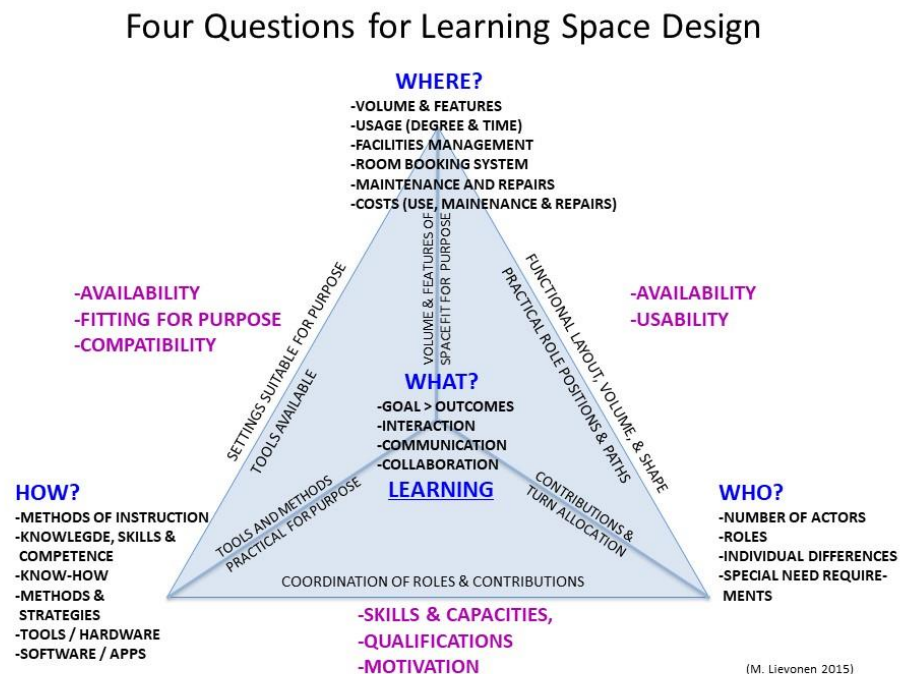 Four Questions for Learning Space Design
WHERE?
-VOLUME & FEATURES
-USAGE (DEGREE & TIME)
-FACILITIES MANAGEMENT
-ROOM BOOKING SYSTEM
-MAINTENANCE AND REPAIRS
-COSTS (USE, MAINENANCE & REPAIRS)
VOLUME & FEATURES OF
SPACE FIT FOR PURPOSE
SETTINGS SUITABLE FOR PURPOSE
TOOLS AVAILABLE
FUNCTIONAL LAYOUT, VOLUME, & SHAPE
PRACTICAL ROLE POSITIONS & PATHS
-AVAILABILITY
-FITTING FOR PURPOSE
-COMPATIBILITY
-AVAILABILITY
-USABILITY
WHAT?
-GOAL > OUTCOMES
-INTERACTION
-COMMUNICATION
-COLLABORATION
LEARNING
HOW?
-METHODS OF INSTRUCTION
-KNOWLEGDE, SKILLS &
COMPETENCE
-KNOW-HOW
-METHODS &
STRATEGIES
-TOOLS / HARDWARE
-SOFTWARE / APPS
TOOLS AND METHODS
PRACTICAL FOR PURPOSE
CONTRIBUTIONS &
TURN ALLOCATION
WHO?
-NUMBER OF ACTORS
-ROLES
-INDIVIDUAL DIFFERENCES
-SPECIAL NEED REQUIRE-
MENTS
COORDINATION OF ROLES & CONTRIBUTIONS
-SKILLS & CAPACITIES,
-QUALIFICATIONS
-MOTIVATION
(M. Lievonen 2015)